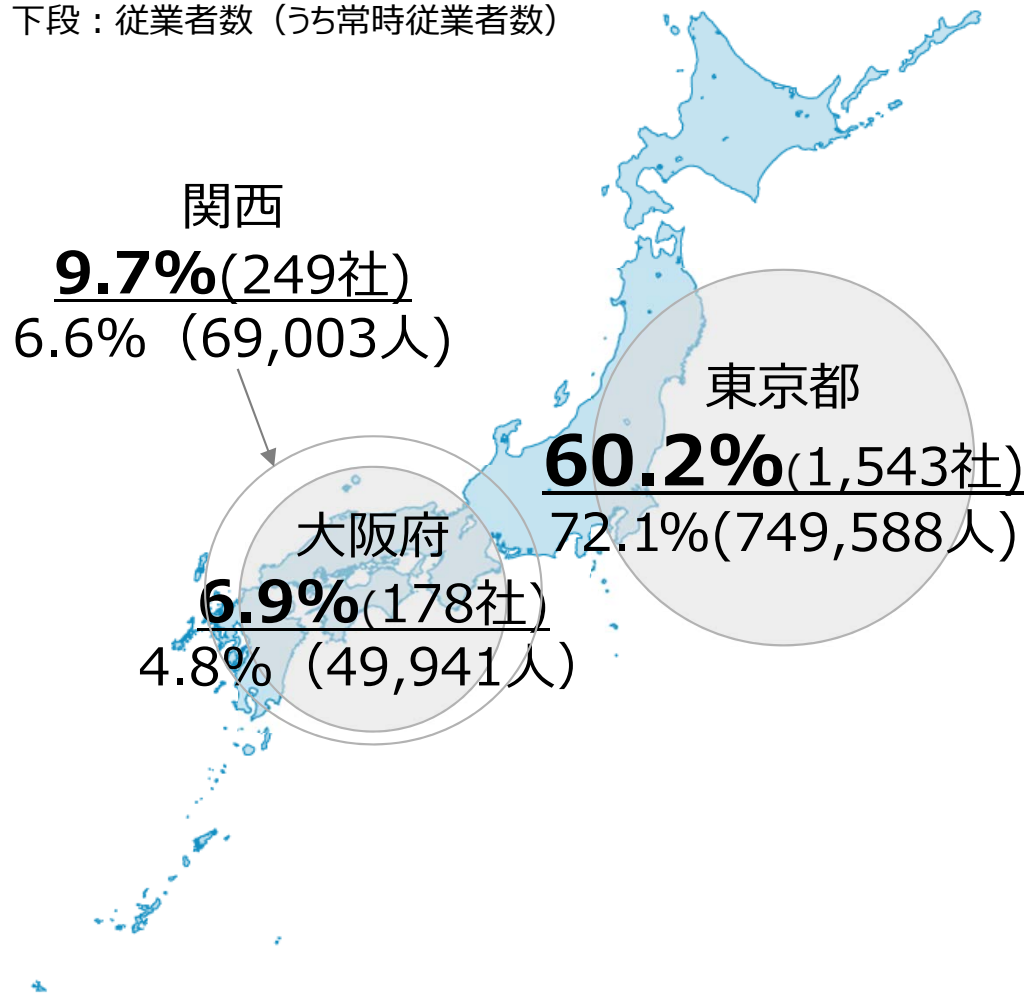 下段：従業者数（うち常時従業者数）
関西
9.7%(249社)
6.6%（69,003人)
東京都
60.2%(1,543社)
72.1%(749,588人)
大阪府
6.9%(178社)
4.8%（49,941人）